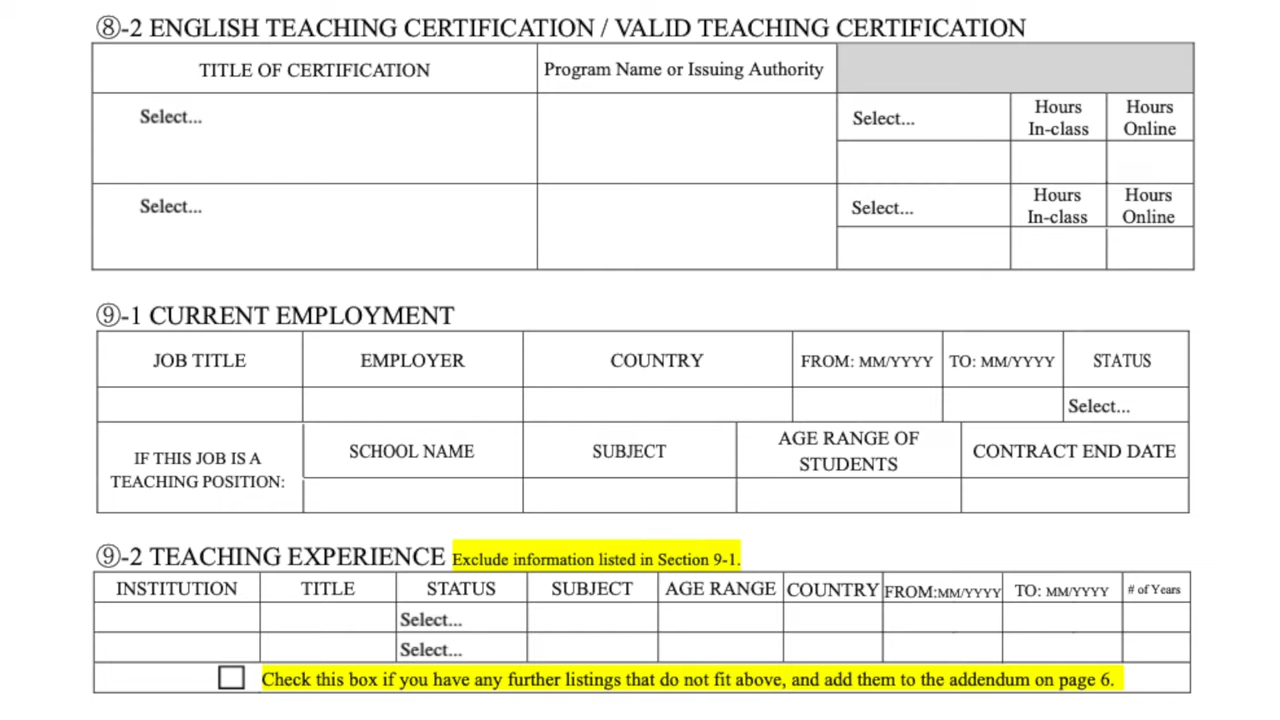 ⑧-2 ENGLISH TEACHING CERTIFICATION / VALID TEACHING CERTIFICATION
TITLE OF CERTIFICATION Program Name or Issuing Authority
Select... Select... Hours In-class Hours Online
Select... Select... Hours In-class Hours Online
⑨-1 CURRENT EMPLOYMENT
JOB TITLE EMPLOYER COUNTRY FROM: MM/YYYY TO: MM/YYYY STATUS
Select...
IF THIS JOB IS A TEACHING POSITION: SCHOOL NAME SUBJECT AGE RANGE OF STUDENTS CONTRACT END DATE
⑨-2 TEACHING EXPERIENCE Exclude information listed in Section 9-1.
INSTITUTION TITLE STATUS SUBJECT AGE RANGE COUNTRY FROM:MM/YYYY TO: MM/YYYY # of Years
Select...
Select...
Check this box if you have any further listings that do not fit above, and add them to the addendum on page 6.